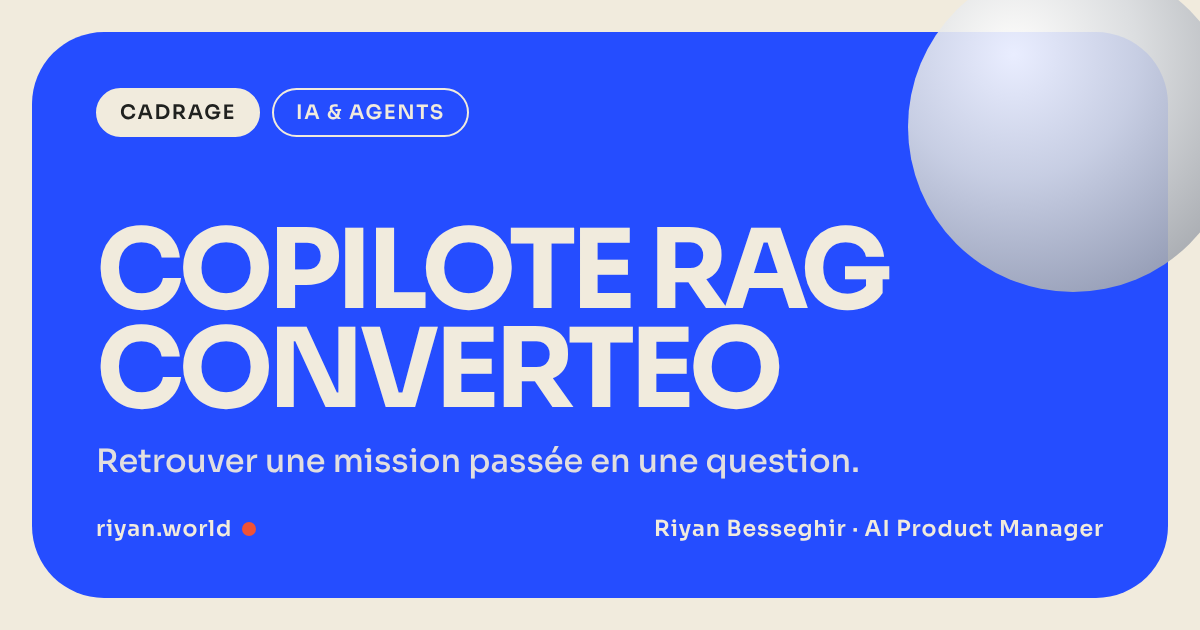 CADRAGE
IA & AGENTS
COPILOTE RAG
CONVERTEO
Retrouver une mission passée en une question.
riyan.world
Riyan Besseghir · AI Product Manager